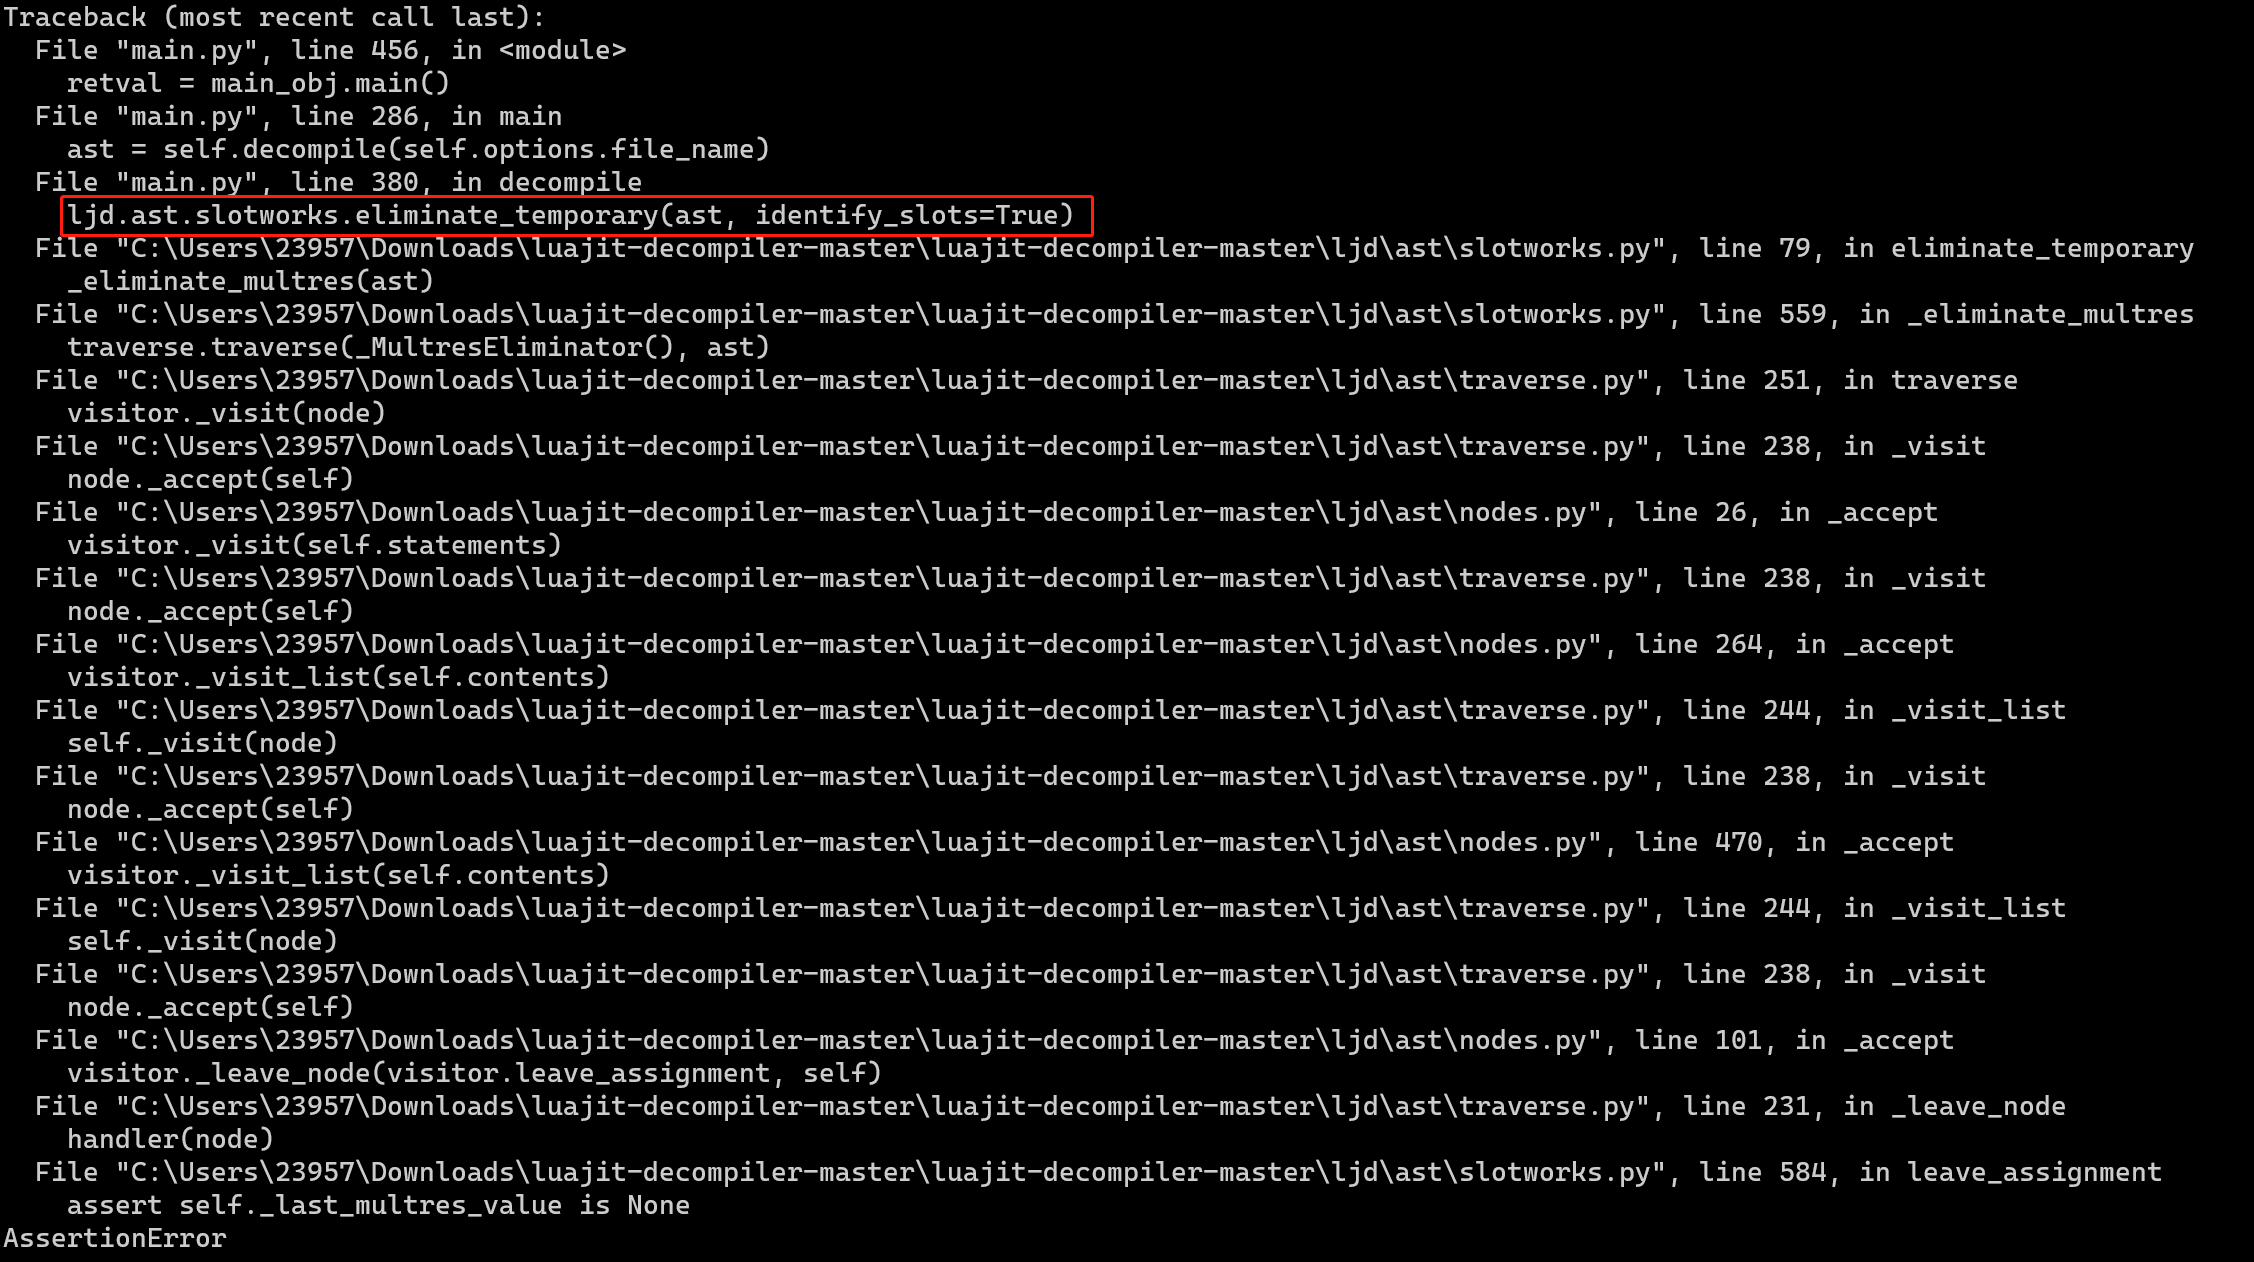 Traceback (most recent call last):
  File "main.py", line 456, in <module>
    retval = main_obj.main()
  File "main.py", line 286, in main
    ast = self.decompile(self.options.file_name)
  File "main.py", line 380, in decompile
    ljd.ast.slotworks.eliminate_temporary(ast, identify_slots=True)
  File "C:\Users\23957\Downloads\luajit-decompiler-master\luajit-decompiler-master\ljd\ast\slotworks.py", line 79, in eliminate_temporary
    _eliminate_multres(ast)
  File "C:\Users\23957\Downloads\luajit-decompiler-master\luajit-decompiler-master\ljd\ast\slotworks.py", line 559, in _eliminate_multres
    traverse.traverse(_MultresEliminator(), ast)
  File "C:\Users\23957\Downloads\luajit-decompiler-master\luajit-decompiler-master\ljd\ast\traverse.py", line 251, in traverse
    visitor._visit(node)
  File "C:\Users\23957\Downloads\luajit-decompiler-master\luajit-decompiler-master\ljd\ast\traverse.py", line 238, in _visit
    node._accept(self)
  File "C:\Users\23957\Downloads\luajit-decompiler-master\luajit-decompiler-master\ljd\ast\nodes.py", line 26, in _accept
    visitor._visit(self.statements)
  File "C:\Users\23957\Downloads\luajit-decompiler-master\luajit-decompiler-master\ljd\ast\traverse.py", line 238, in _visit
    node._accept(self)
  File "C:\Users\23957\Downloads\luajit-decompiler-master\luajit-decompiler-master\ljd\ast\nodes.py", line 264, in _accept
    visitor._visit_list(self.contents)
  File "C:\Users\23957\Downloads\luajit-decompiler-master\luajit-decompiler-master\ljd\ast\traverse.py", line 244, in _visit_list
    self._visit(node)
  File "C:\Users\23957\Downloads\luajit-decompiler-master\luajit-decompiler-master\ljd\ast\traverse.py", line 238, in _visit
    node._accept(self)
  File "C:\Users\23957\Downloads\luajit-decompiler-master\luajit-decompiler-master\ljd\ast\nodes.py", line 470, in _accept
    visitor._visit_list(self.contents)
  File "C:\Users\23957\Downloads\luajit-decompiler-master\luajit-decompiler-master\ljd\ast\traverse.py", line 244, in _visit_list
    self._visit(node)
  File "C:\Users\23957\Downloads\luajit-decompiler-master\luajit-decompiler-master\ljd\ast\traverse.py", line 238, in _visit
    node._accept(self)
  File "C:\Users\23957\Downloads\luajit-decompiler-master\luajit-decompiler-master\ljd\ast\nodes.py", line 101, in _accept
    visitor._leave_node(visitor.leave_assignment, self)
  File "C:\Users\23957\Downloads\luajit-decompiler-master\luajit-decompiler-master\ljd\ast\traverse.py", line 231, in _leave_node
    handler(node)
  File "C:\Users\23957\Downloads\luajit-decompiler-master\luajit-decompiler-master\ljd\ast\slotworks.py", line 584, in leave_assignment
    assert self._last_multres_value is None
AssertionError